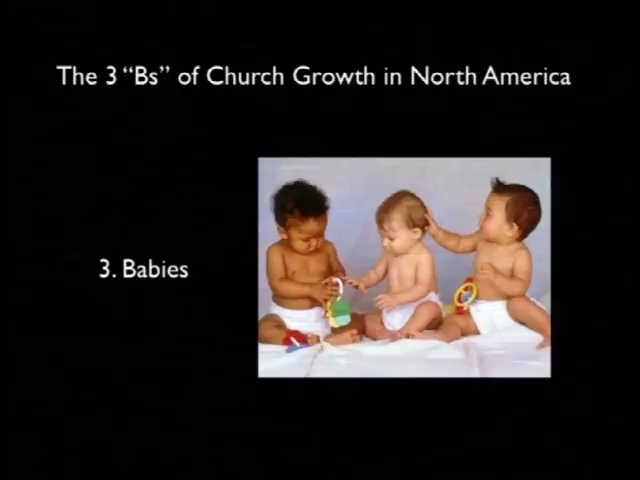 The 3 “Bs” of Church Growth in North America
3. Babies